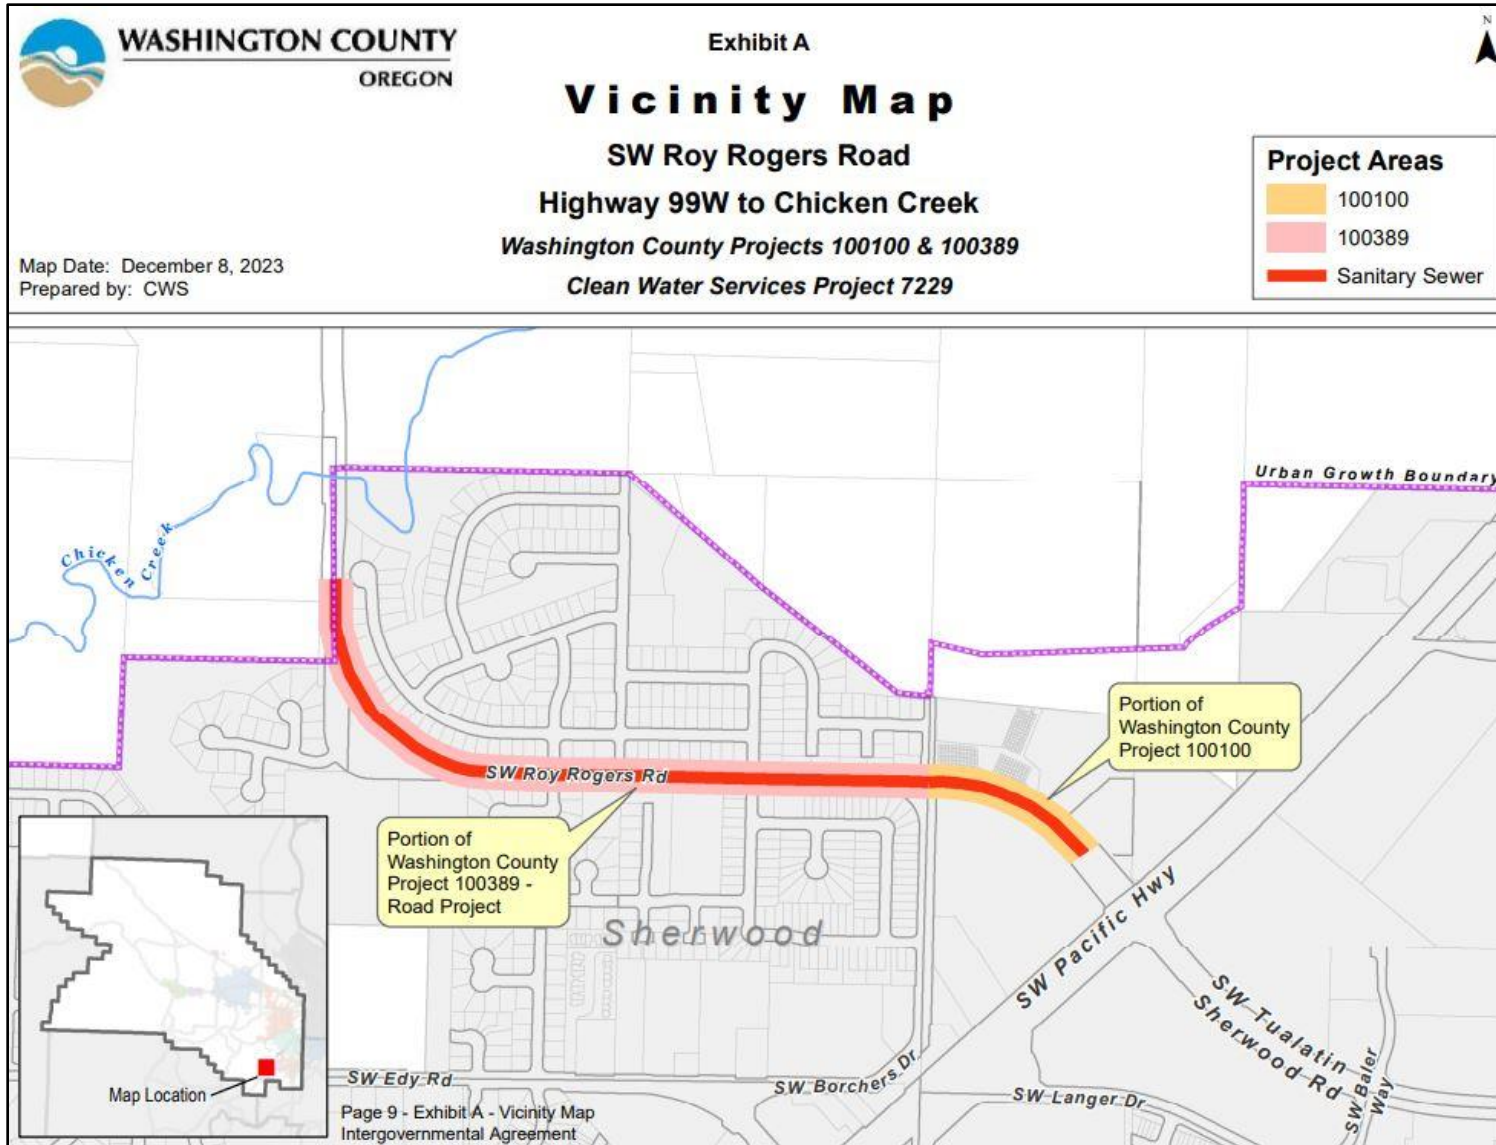 WASHINGTON COUNTY
OREGON
Exhibit A
Vicinity Map
SW Roy Rogers Road
Highway 99W to Chicken Creek
Washington County Projects 100100 & 100389
Clean Water Services Project 7229
Map Date: December 8, 2023
Prepared by: CWS
N
Project Areas
100100
100389
Sanitary Sewer
Urban Growth Boundary
Chicken Creek
Portion of
Washington County
Project 100100
SW Roy Rogers Rd
Portion of
Washington County
Project 100389 -
Road Project
Sherwood
SW Pacific Hwy
SW Tualatin
Sherwood Rd
SW Baler
Way
SW Edy Rd
SW Borchers Dr
SW Langer Dr
Map Location
Page 9 - Exhibit A - Vicinity Map
Intergovernmental Agreement